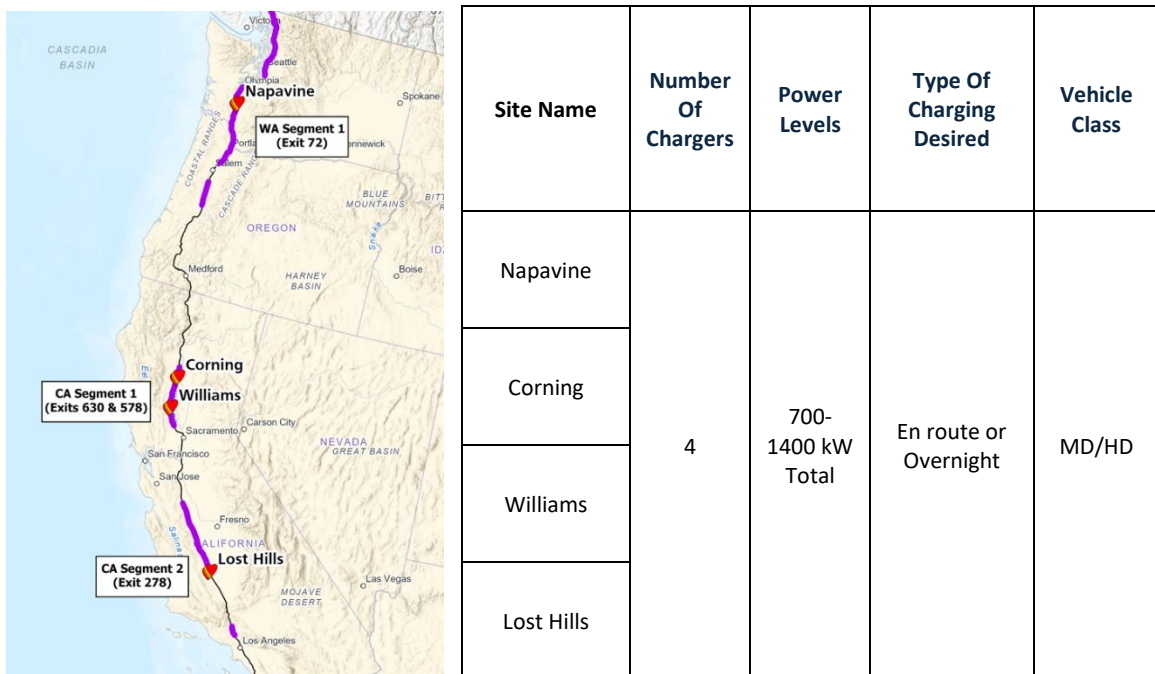 CASCADIA
BASIN
Seattle
Olympia
Napavine
Spokane
WA Segment 1
(Exit 72)
COASTAL RANGES
CASCADE RANGE
BLUE
MOUNTAINS
Snake
OREGON
Medford
HARNEY
BASIN
Boise
Corning
CA Segment 1
(Exits 630 & 578)
Williams
Sacramento
Carson City
NEVADA
GREAT BASIN
San Francisco
San Jose
Fresno
CA Segment 2
(Exit 278)
Lost Hills
Las Vegas
MOJAVE
DESERT
Los Angeles
Site Name
Number
Of
Chargers
Power
Levels
Type Of
Charging
Desired
Vehicle
Class
Napavine
Corning
Williams
Lost Hills
4
700-
1400 kW
Total
En route or
Overnight
MD/HD